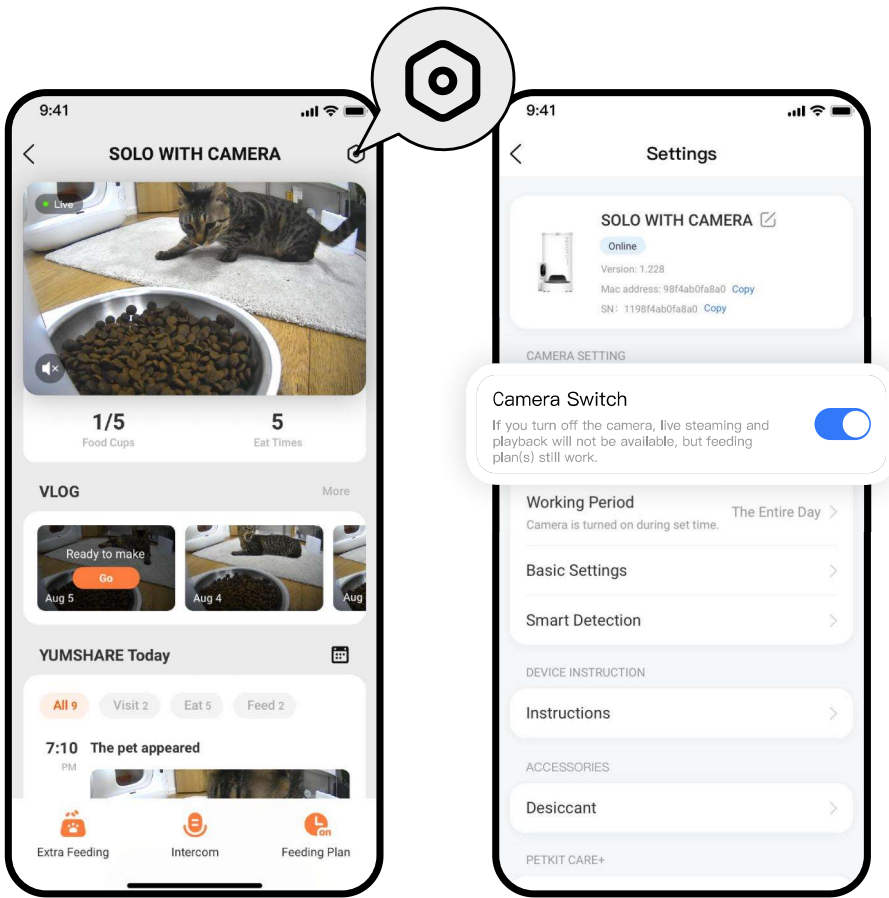 9:41
SOLO WITH CAMERA
Live
1/5
Food Cups
5
Eat Times
VLOG
More
Ready to make
Go
Aug 5
Aug 4
Aug
YUMSHARE Today
All 9
Visit 2
Eat 5
Feed 2
7:10
PM
The pet appeared
on
Extra Feeding
Intercom
Feeding Plan
9:41
Settings
SOLO WITH CAMERA
Online
Version: 1.228
Mac address: 98f4ab0fa8a0 Copy
SN: 1198f4ab0fa8a0 Copy
CAMERA SETTING
Camera Switch
If you turn off the camera, live steaming and
playback will not be available, but feeding
plan(s) still work.
Working Period
Camera is turned on during set time.
The Entire Day
Basic Settings
Smart Detection
DEVICE INSTRUCTION
Instructions
ACCESSORIES
Desiccant
PETKIT CARE+